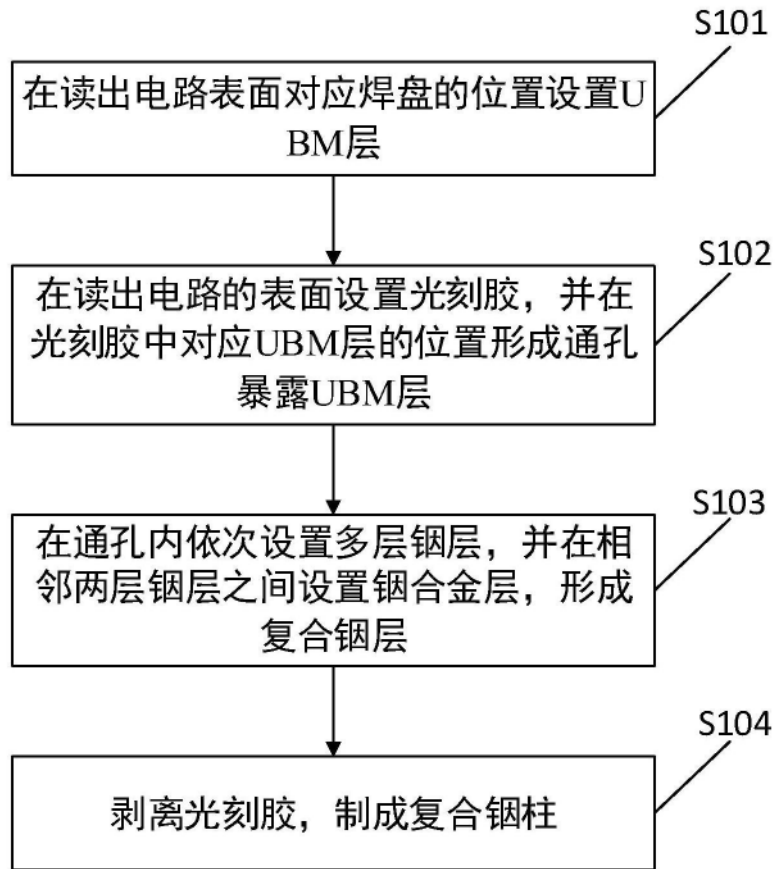 S101
在读出电路表面对应焊盘的位置设置U
BM层
S102
在读出电路的表面设置光刻胶，并在
光刻胶中对应UBM层的位置形成通孔
暴露UBM层
S103
在通孔内依次设置多层铟层，并在相
邻两层铟层之间设置铟合金层，形成
复合铟层
S104
剥离光刻胶，制成复合铟柱